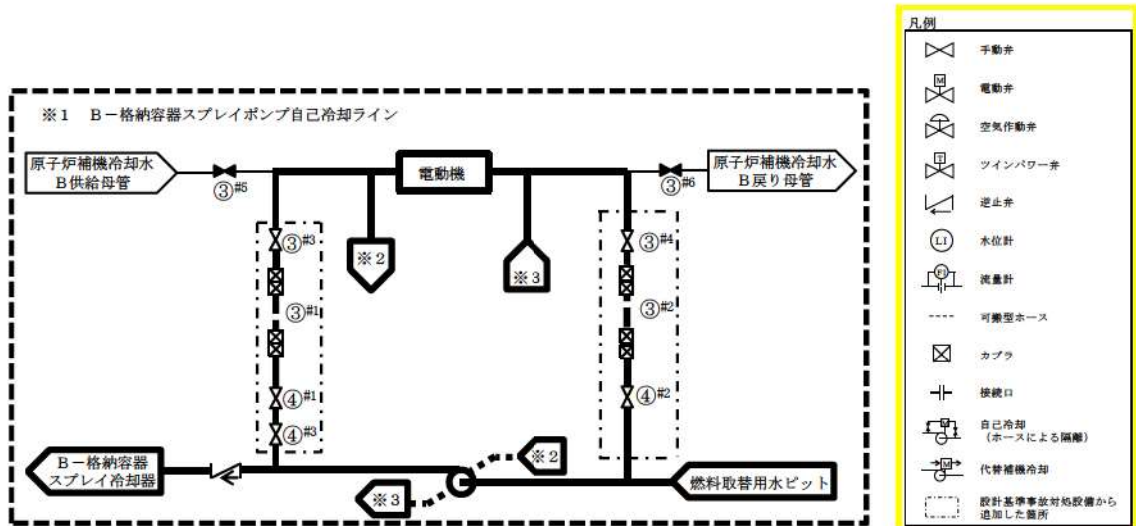 ※1 B－格納容器スプレイポンプ自己冷却ライン
原子炉補機冷却水
B供給母管
③#5
電動機
③#6
原子炉補機冷却水
B戻り母管
※2
※3
③#3
③#4
③#1
③#2
④#1
④#2
④#3
B－格納容器
スプレイ冷却器
※2
※3
燃料取替用水ピット
凡例
手動弁
M
電動弁
空気作動弁
T
ツインパワー弁
逆止弁
LI
水位計
FI
流量計
可搬型ホース
カプラ
接続口
M
自己冷却
（ホースによる隔離）
M
代替補機冷却
設計基準事故対処設備から
追加した箇所